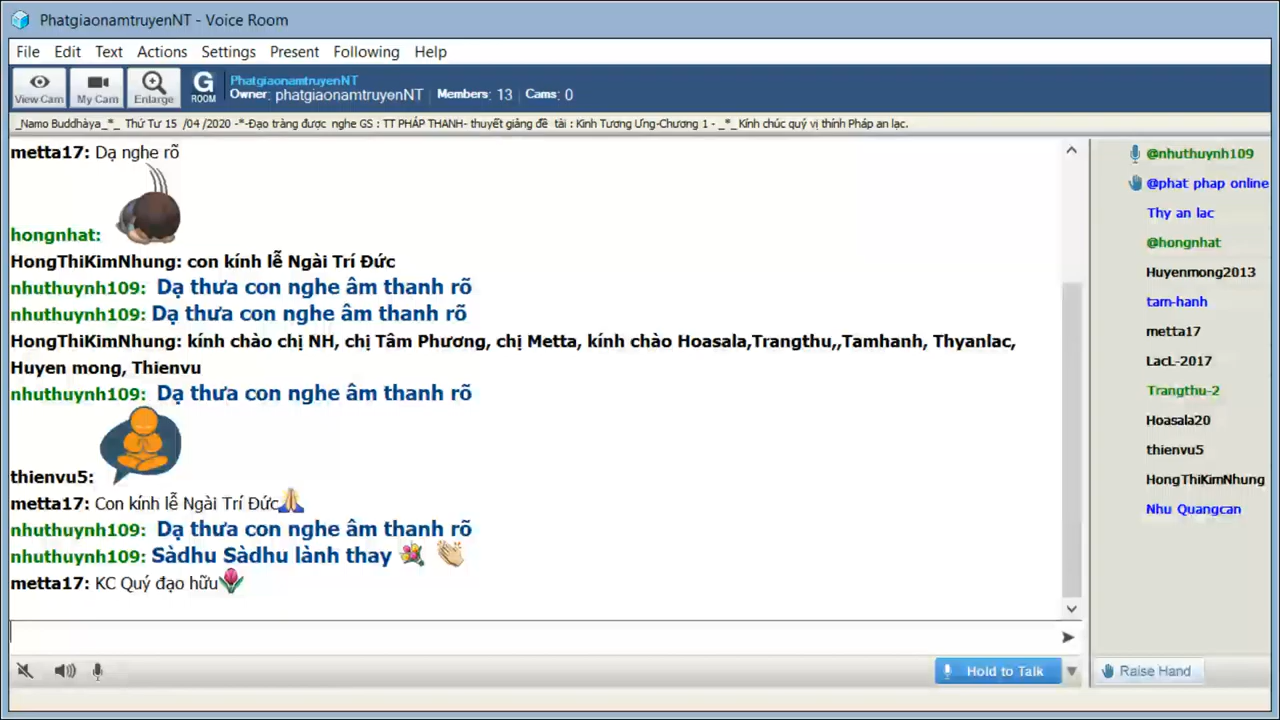 PhatgiaonamtruyenNT - Voice Room
File Edit Text Actions Settings Present Following Help
View Cam My Cam Enlarge G ROOM
PhatgiaonamtruyenNT
Owner: phatgiaonamtruyenNT Members: 13 Cams: 0
_Namo Buddhàya_*_ Thứ Tư 15 /04 /2020 -*-Đạo tràng được nghe GS : TT PHÁP THANH- thuyết giảng đề tài : Kinh Tương Ưng-Chương 1 - _*_ Kính chúc quý vị thính Pháp an lạc.
metta17: Dạ nghe rõ
hongnhat:
HongThiKimNhung: con kính lễ Ngài Trí Đức
nhuthuynh109: Dạ thưa con nghe âm thanh rõ
nhuthuynh109: Dạ thưa con nghe âm thanh rõ
HongThiKimNhung: kính chào chị NH, chị Tâm Phương, chị Metta, kính chào Hoasala,Trangthu,,Tamhanh, Thyanlac,
Huyen mong, Thienvu
nhuthuynh109: Dạ thưa con nghe âm thanh rõ
thienvu5:
metta17: Con kính lễ Ngài Trí Đức
nhuthuynh109: Dạ thưa con nghe âm thanh rõ
nhuthuynh109: Sàdhu Sàdhu lành thay
metta17: KC Quý đạo hữu
@nhuthuynh109
@phat phap online
Thy an lac
@hongnhat
Huyenmong2013
tam-hanh
metta17
LacL-2017
Trangthu-2
Hoasala20
thienvu5
HongThiKimNhung
Nhu Quangcan
Hold to Talk
Raise Hand